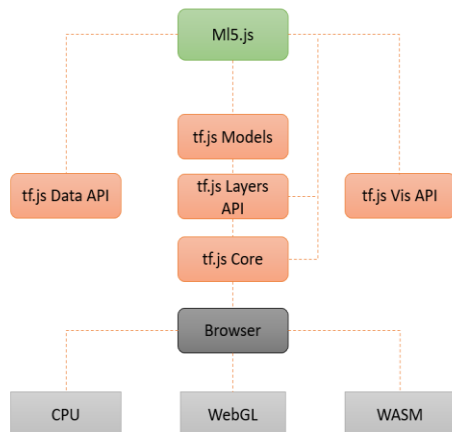 Ml5.js
tf.js Models
tf.js Data API
tf.js Layers
API
tf.js Vis API
tf.js Core
Browser
CPU
WebGL
WASM